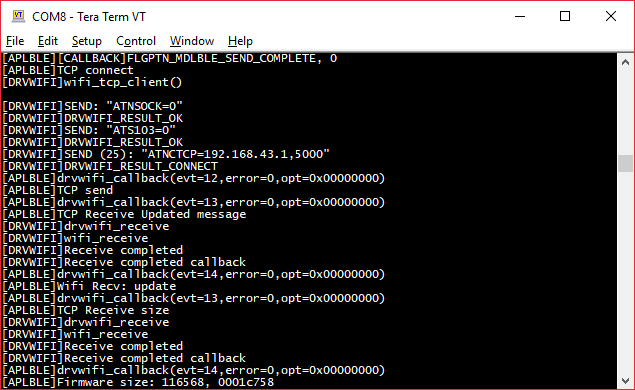 COM8 - Tera Term VT
File Edit Setup Control Window Help
[APLBLE][CALLBACK]FLGPTN_MDLBLE_SEND_COMPLETE, 0
[APLBLE]TCP connect
[DRVWIFI]wifi_tcp_client()
[DRVWIFI]SEND: "ATNSOCK=0"
[DRVWIFI]DRVWIFI_RESULT_OK
[DRVWIFI]SEND: "ATS103=0"
[DRVWIFI]DRVWIFI_RESULT_OK
[DRVWIFI]SEND (25): "ATNCTCP=192.168.43.1,5000"
[DRVWIFI]DRVWIFI_RESULT_CONNECT
[APLBLE]drvwifi_callback(evt=12,error=0,opt=0x00000000)
[APLBLE]TCP send
[APLBLE]drvwifi_callback(evt=13,error=0,opt=0x00000000)
[APLBLE]TCP Receive Updated message
[DRVWIFI]drvwifi_receive
[DRVWIFI]wifi_receive
[DRVWIFI]Receive completed
[DRVWIFI]Receive completed callback
[APLBLE]drvwifi_callback(evt=14,error=0,opt=0x00000000)
[APLBLE]Wifi Recv: update
[APLBLE]drvwifi_callback(evt=13,error=0,opt=0x00000000)
[APLBLE]TCP Receive size
[DRVWIFI]drvwifi_receive
[DRVWIFI]wifi_receive
[DRVWIFI]Receive completed
[DRVWIFI]Receive completed callback
[APLBLE]drvwifi_callback(evt=14,error=0,opt=0x00000000)
[APLBLE]Firmware size: 116568, 0001c758